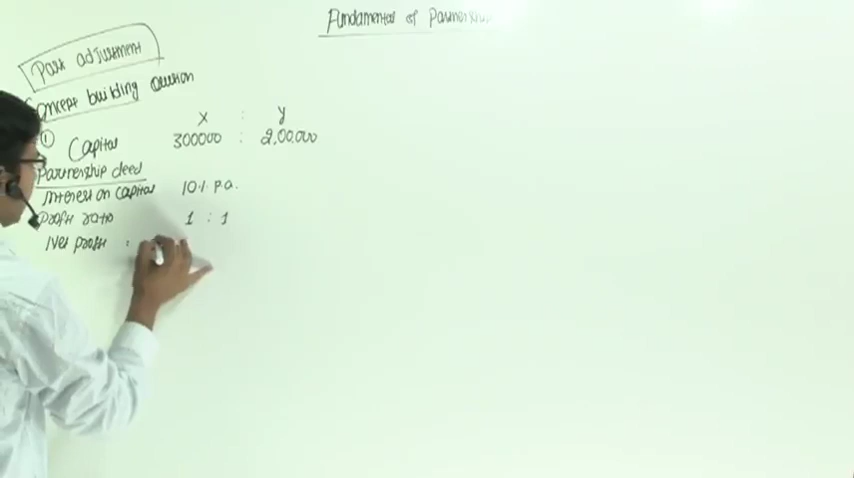 Fundamental of Partnership
Past adjustment
Concept building Question
X : Y
① Capital 300000 : 2,00,000
Partnership deed
Interest on capital 10% P.a.
Profit ratio 1 : 1
Net profit :